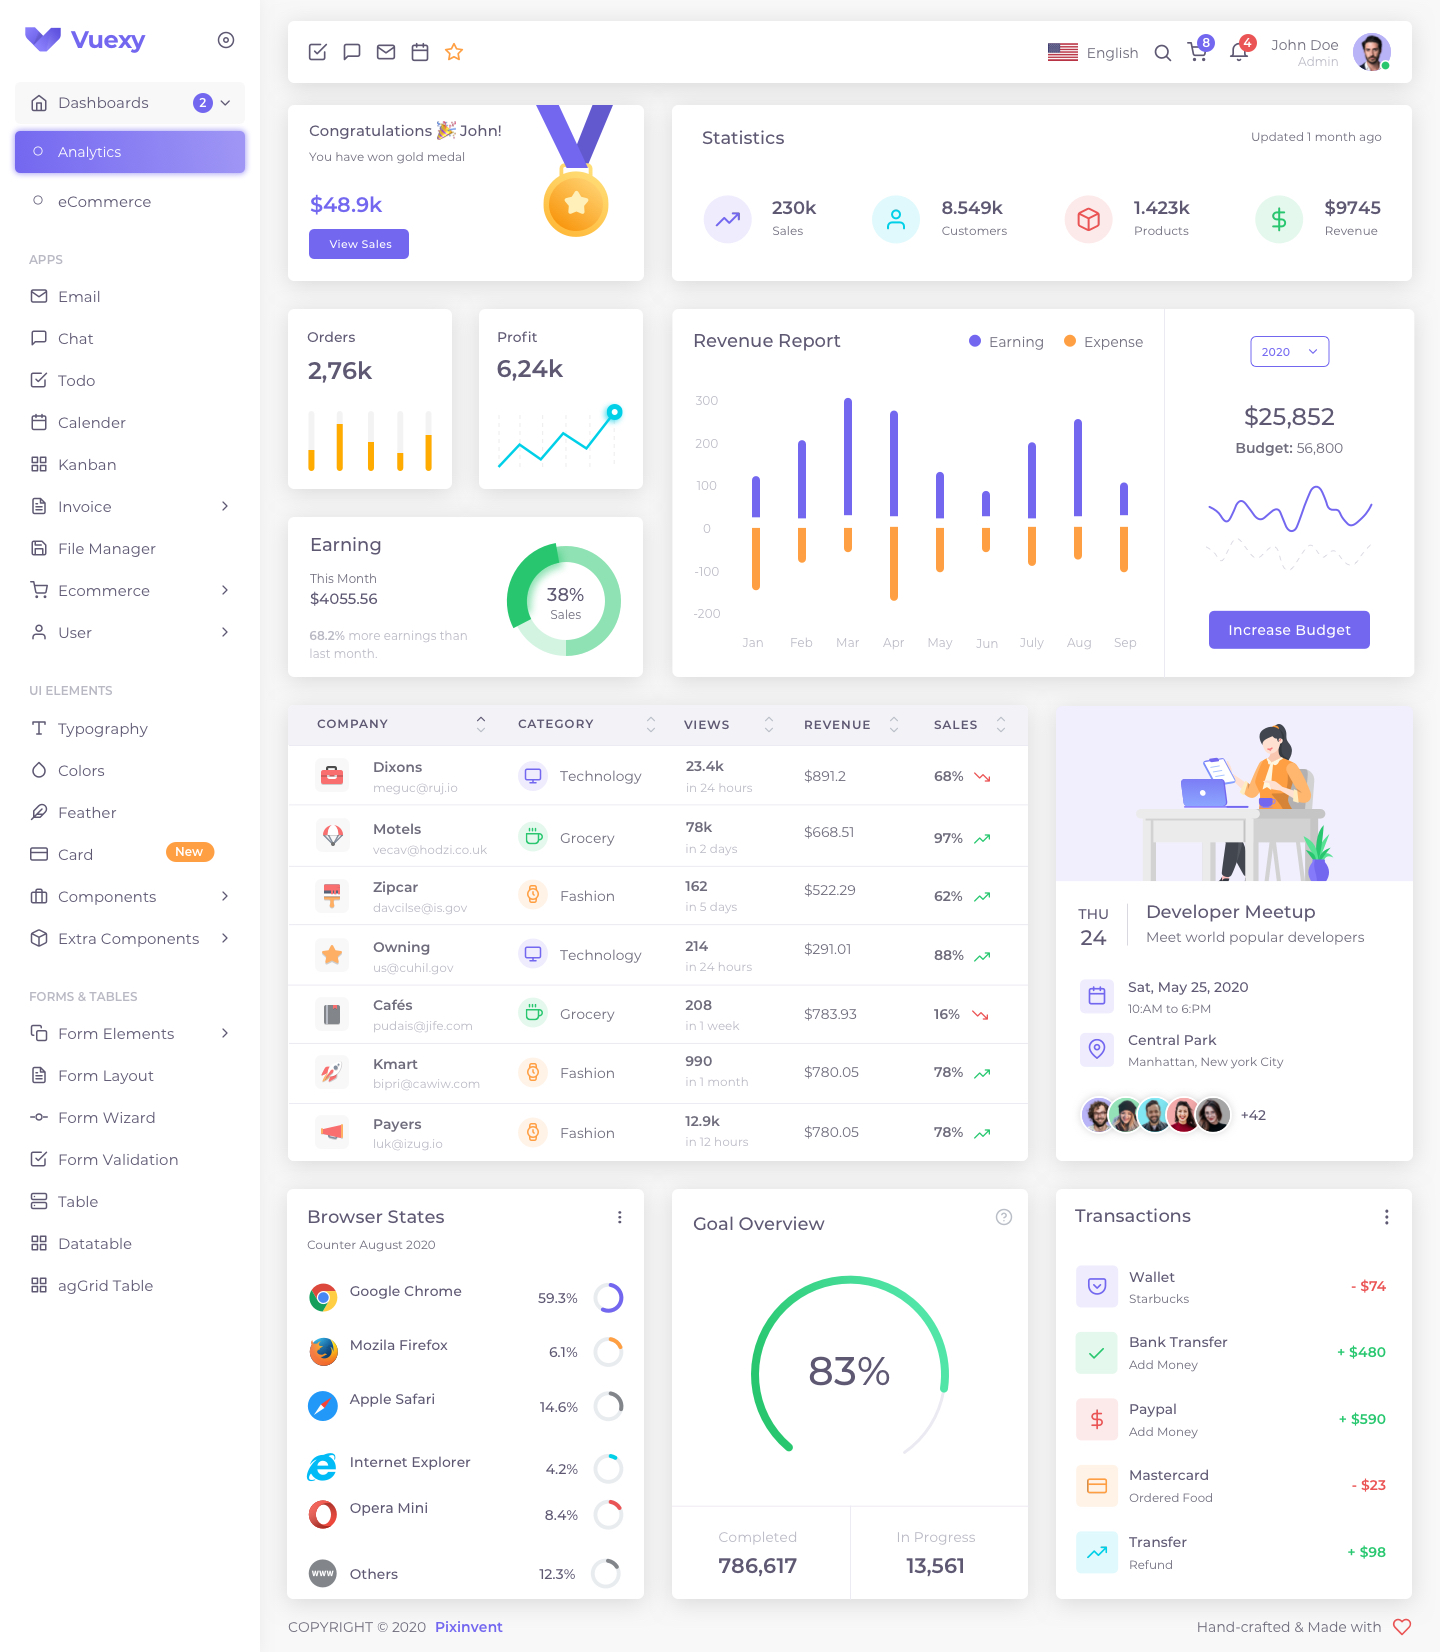 Vuexy
Dashboards 2
Analytics
eCommerce
APPS
Email
Chat
Todo
Calender
Kanban
Invoice
File Manager
Ecommerce
User
UI ELEMENTS
Typography
Colors
Feather
Card New
Components
Extra Components
FORMS & TABLES
Form Elements
Form Layout
Form Wizard
Form Validation
Table
Datatable
agGrid Table
English 8 4 John Doe
Admin
Congratulations John!
You have won gold medal
$48.9k
View Sales
Statistics Updated 1 month ago
230k
Sales
8.549k
Customers
1.423k
Products
$9745
Revenue
Orders
2,76k
Profit
6,24k
Earning
This Month
$4055.56
68.2% more earnings than
last month.
38%
Sales
Revenue Report Earning Expense
300
200
100
0
-100
-200
Jan Feb Mar Apr May Jun July Aug Sep
2020
$25,852
Budget: 56,800
Increase Budget
COMPANY CATEGORY VIEWS REVENUE SALES
Dixons
meguc@ruj.io
Technology
23.4k
in 24 hours
$891.2
68%
Motels
vecav@hodzi.co.uk
Grocery
78k
in 2 days
$668.51
97%
Zipcar
davcilse@is.gov
Fashion
162
in 5 days
$522.29
62%
Owning
us@cuhil.gov
Technology
214
in 24 hours
$291.01
88%
Cafés
pudais@jife.com
Grocery
208
in 1 week
$783.93
16%
Kmart
bipri@cawiw.com
Fashion
990
in 1 month
$780.05
78%
Payers
luk@izug.io
Fashion
12.9k
in 12 hours
$780.05
78%
THU
24
Developer Meetup
Meet world popular developers
Sat, May 25, 2020
10:AM to 6:PM
Central Park
Manhattan, New york City
+42
Browser States
Counter August 2020
Google Chrome 59.3%
Mozila Firefox 6.1%
Apple Safari 14.6%
Internet Explorer 4.2%
Opera Mini 8.4%
www Others 12.3%
Goal Overview
83%
Completed
786,617
In Progress
13,561
Transactions
Wallet
Starbucks
- $74
Bank Transfer
Add Money
+ $480
Paypal
Add Money
+ $590
Mastercard
Ordered Food
- $23
Transfer
Refund
+ $98
COPYRIGHT © 2020 Pixinvent
Hand-crafted & Made with